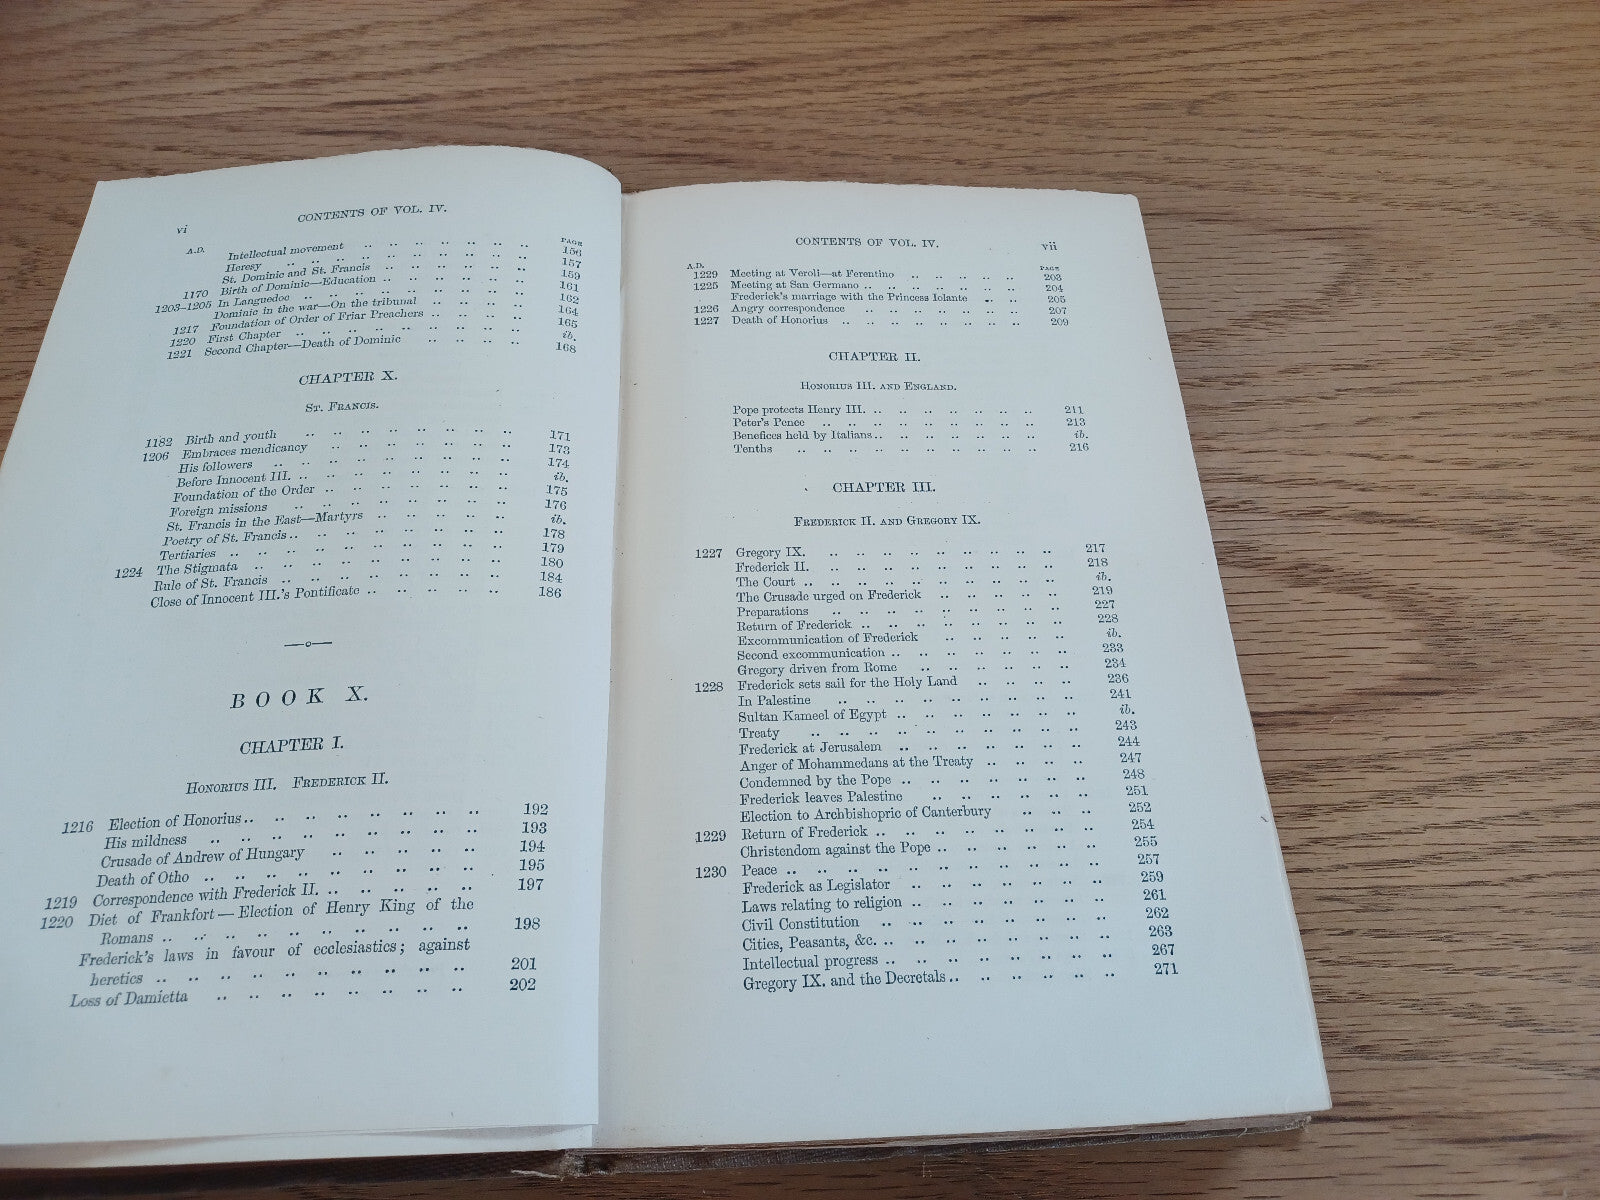 vi
CONTENTS OF VOL. IV.
A.D. PAGE
Intellectual movement .. .. .. .. .. .. .. 156
Heresy .. .. .. .. .. .. .. .. .. 157
St. Dominic and St. Francis .. .. .. .. .. .. 159
1170 Birth of Dominic—Education .. .. .. .. .. .. 161
1203–1205 In Languedoc .. .. .. .. .. .. .. .. 162
Dominic in the war—On the tribunal .. .. .. .. 164
1217 Foundation of Order of Friar Preachers .. .. .. .. 165
1220 First Chapter .. .. .. .. .. .. .. .. .. ib.
1221 Second Chapter—Death of Dominic .. .. .. .. 168
CHAPTER X.
St. Francis.
1182 Birth and youth .. .. .. .. .. .. .. .. 171
1206 Embraces mendicancy .. .. .. .. .. .. .. 173
His followers .. .. .. .. .. .. .. .. .. 174
Before Innocent III. .. .. .. .. .. .. .. .. ib.
Foundation of the Order .. .. .. .. .. .. .. 175
Foreign missions .. .. .. .. .. .. .. .. 176
St. Francis in the East—Martyrs .. .. .. .. .. ib.
Poetry of St. Francis .. .. .. .. .. .. .. .. 178
Tertiaries .. .. .. .. .. .. .. .. .. .. 179
1224 The Stigmata .. .. .. .. .. .. .. .. .. 180
Rule of St. Francis .. .. .. .. .. .. .. .. 184
Close of Innocent III.'s Pontificate .. .. .. .. .. 186
BOOK X.
CHAPTER I.
Honorius III. Frederick II.
1216 Election of Honorius .. .. .. .. .. .. .. .. 192
His mildness .. .. .. .. .. .. .. .. .. 193
Crusade of Andrew of Hungary .. .. .. .. .. 194
Death of Otho .. .. .. .. .. .. .. .. .. 195
1219 Correspondence with Frederick II. .. .. .. .. .. 197
1220 Diet of Frankfort—Election of Henry King of the
Romans .. .. .. .. .. .. .. .. .. .. 198
Frederick's laws in favour of ecclesiastics; against
heretics .. .. .. .. .. .. .. .. .. .. 201
Loss of Damietta .. .. .. .. .. .. .. .. 202
CONTENTS OF VOL. IV.
vii
A.D. PAGE
1229 Meeting at Veroli—at Ferentino .. .. .. .. .. 203
1225 Meeting at San Germano .. .. .. .. .. .. .. 204
Frederick's marriage with the Princess Iolante .. .. 205
1226 Angry correspondence .. .. .. .. .. .. .. 207
1227 Death of Honorius .. .. .. .. .. .. .. .. 209
CHAPTER II.
Honorius III. and England.
Pope protects Henry III. .. .. .. .. .. .. .. 211
Peter's Pence .. .. .. .. .. .. .. .. .. 213
Benefices held by Italians .. .. .. .. .. .. .. ib.
Tenths .. .. .. .. .. .. .. .. .. .. 216
CHAPTER III.
Frederick II. and Gregory IX.
1227 Gregory IX. .. .. .. .. .. .. .. .. .. 217
Frederick II. .. .. .. .. .. .. .. .. .. 218
The Court .. .. .. .. .. .. .. .. .. .. ib.
The Crusade urged on Frederick .. .. .. .. .. 219
Preparations .. .. .. .. .. .. .. .. .. 227
Return of Frederick .. .. .. .. .. .. .. .. 228
Excommunication of Frederick .. .. .. .. .. ib.
Second excommunication .. .. .. .. .. .. .. 233
Gregory driven from Rome .. .. .. .. .. .. 234
1228 Frederick sets sail for the Holy Land .. .. .. .. 236
In Palestine .. .. .. .. .. .. .. .. .. 241
Sultan Kameel of Egypt .. .. .. .. .. .. .. ib.
Treaty .. .. .. .. .. .. .. .. .. .. 243
Frederick at Jerusalem .. .. .. .. .. .. .. 244
Anger of Mohammedans at the Treaty .. .. .. .. 247
Condemned by the Pope .. .. .. .. .. .. .. 248
Frederick leaves Palestine .. .. .. .. .. .. 251
Election to Archbishopric of Canterbury .. .. .. 252
1229 Return of Frederick .. .. .. .. .. .. .. .. 254
Christendom against the Pope .. .. .. .. .. .. 255
1230 Peace .. .. .. .. .. .. .. .. .. .. .. 257
Frederick as Legislator .. .. .. .. .. .. .. 259
Laws relating to religion .. .. .. .. .. .. .. 261
Civil Constitution .. .. .. .. .. .. .. .. 262
Cities, Peasants, &c. .. .. .. .. .. .. .. .. 263
Intellectual progress .. .. .. .. .. .. .. .. 267
Gregory IX. and the Decretals .. .. .. .. .. .. 271